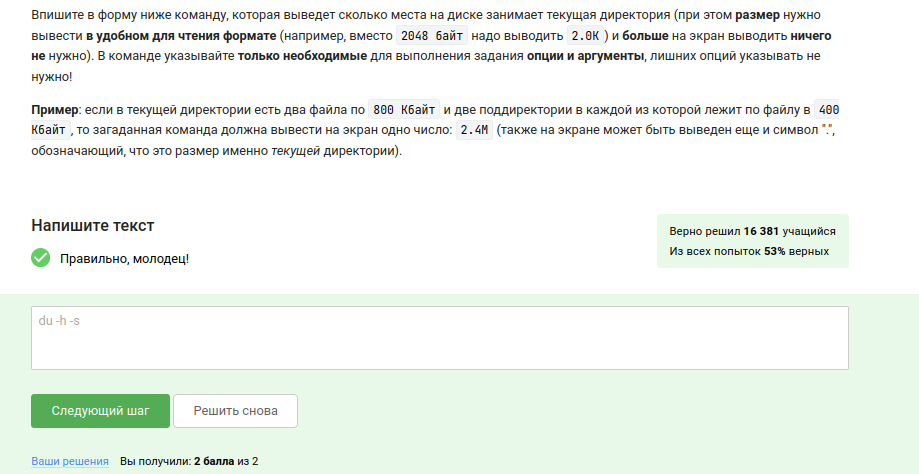 Впишите в форму ниже команду, которая выведет сколько места на диске занимает текущая директория (при этом размер нужно
вывести в удобном для чтения формате (например, вместо 2048 байт надо выводить 2.0K ) и больше на экран выводить ничего
не нужно). В команде указывайте только необходимые для выполнения задания опции и аргументы, лишних опций указывать не
нужно!
Пример: если в текущей директории есть два файла по 800 Кбайт и две поддиректории в каждой из которой лежит по файлу в 400
Кбайт , то загаданная команда должна вывести на экран одно число: 2.4M (также на экране может быть выведен еще и символ ".",
обозначающий, что это размер именно текущей директории).
Напишите текст
Верно решил 16 381 учащийся
Из всех попыток 53% верных
Правильно, молодец!
du -h -s
Следующий шаг
Решить снова
Ваши решения Вы получили: 2 балла из 2